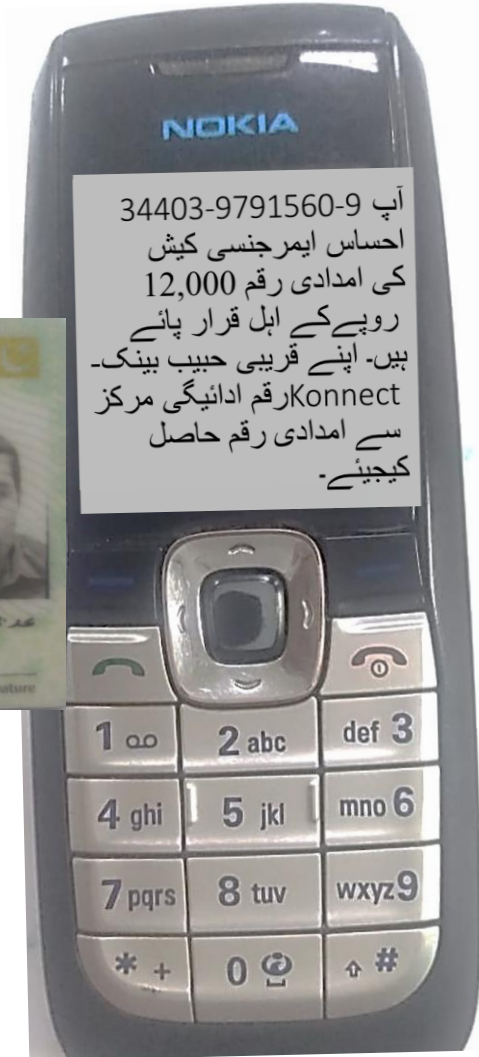 NOKIA
آپ 34403-9791560-9
احساس ایمرجنسی کیش
کی امدادی رقم 12,000
روپےکے اہل قرار پائے
ہیں۔ اپنے قریبی حبیب بینک۔
Konnectرقم ادائیگی مرکز
سے امدادی رقم حاصل
کیجیئے۔
1
2 abc
def 3
4 ghi
5 jkl
mno 6
7 pqrs
8 tuv
wxyz9
* +
0
#